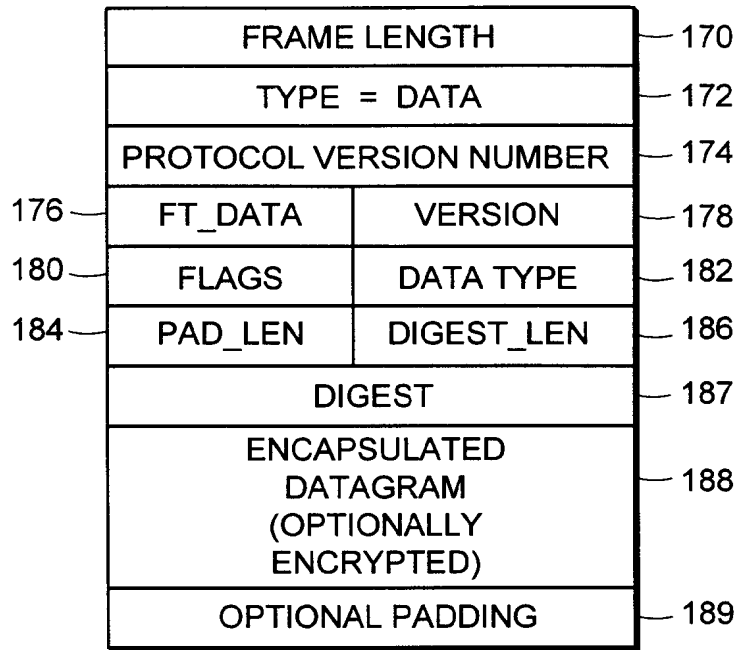 FRAME LENGTH 170
TYPE = DATA 172
PROTOCOL VERSION NUMBER 174
176 FT_DATA VERSION 178
180 FLAGS DATA TYPE 182
184 PAD_LEN DIGEST_LEN 186
DIGEST 187
ENCAPSULATED
DATAGRAM 188
(OPTIONALLY
ENCRYPTED)
OPTIONAL PADDING 189